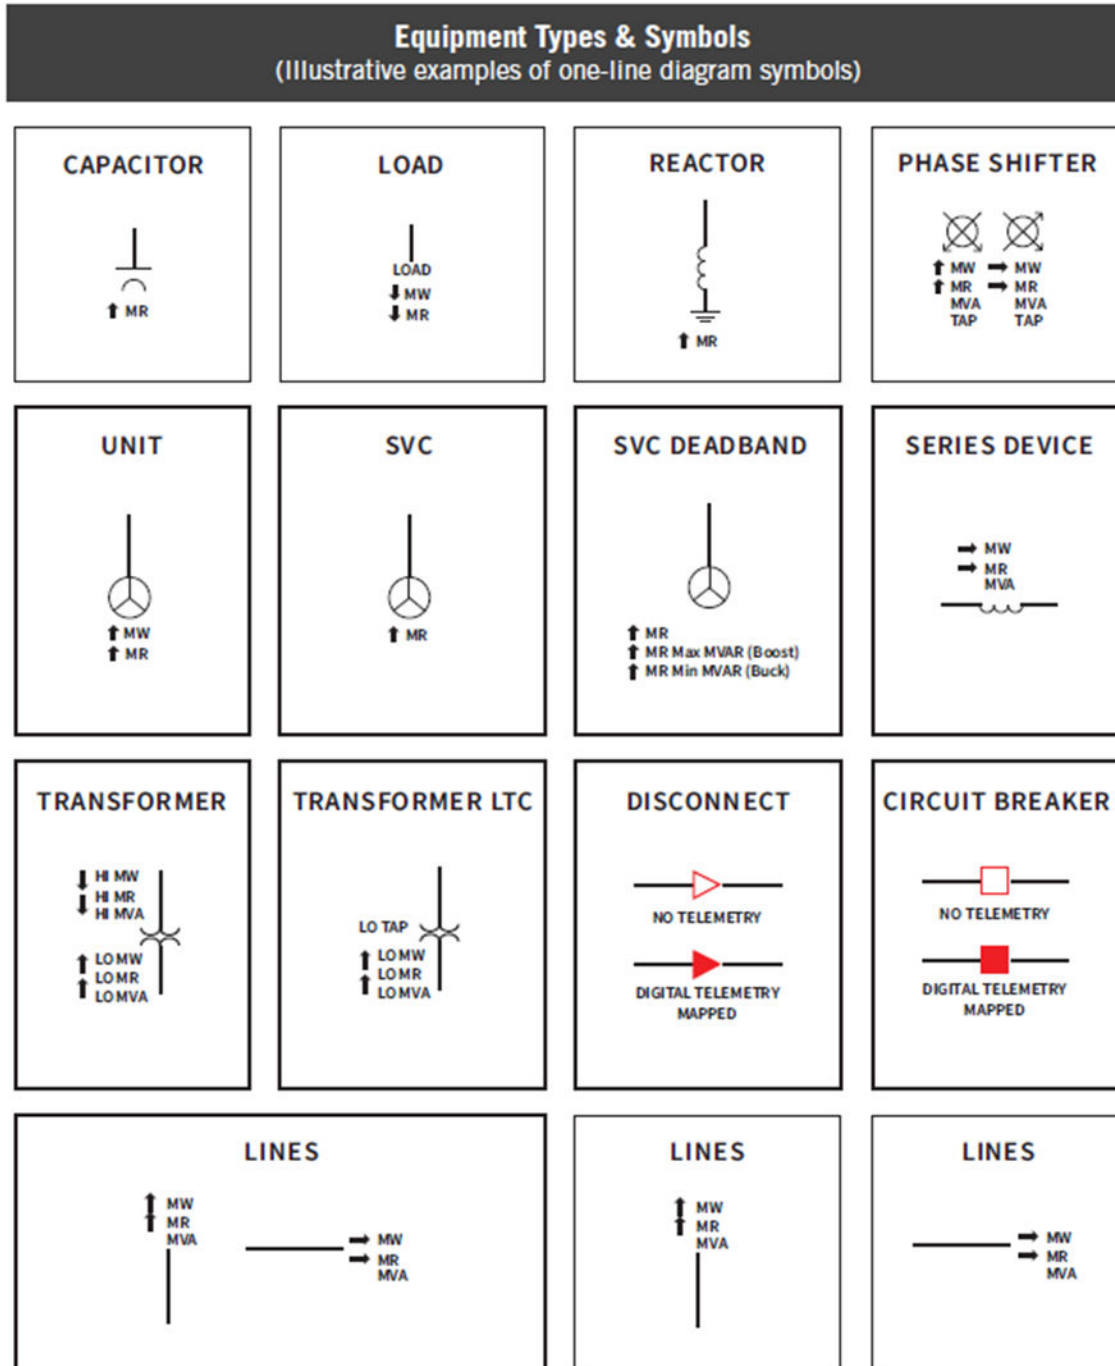 Equipment Types & Symbols
(Illustrative examples of one-line diagram symbols)
CAPACITOR
MR
LOAD
LOAD
MW
MR
REACTOR
MR
PHASE SHIFTER
MW MW
MR MR
MVA MVA
TAP TAP
UNIT
MW
MR
SVC
MR
SVC DEADBAND
MR
MR Max MVAR (Boost)
MR Min MVAR (Buck)
SERIES DEVICE
MW
MR
MVA
TRANSFORMER
HI MW
HI MR
HI MVA
LO MW
LO MR
LO MVA
TRANSFORMER LTC
LO TAP
LO MW
LO MR
LO MVA
DISCONNECT
NO TELEMETRY
DIGITAL TELEMETRY
MAPPED
CIRCUIT BREAKER
NO TELEMETRY
DIGITAL TELEMETRY
MAPPED
LINES
MW
MR
MVA
MW
MR
MVA
LINES
MW
MR
MVA
LINES
MW
MR
MVA